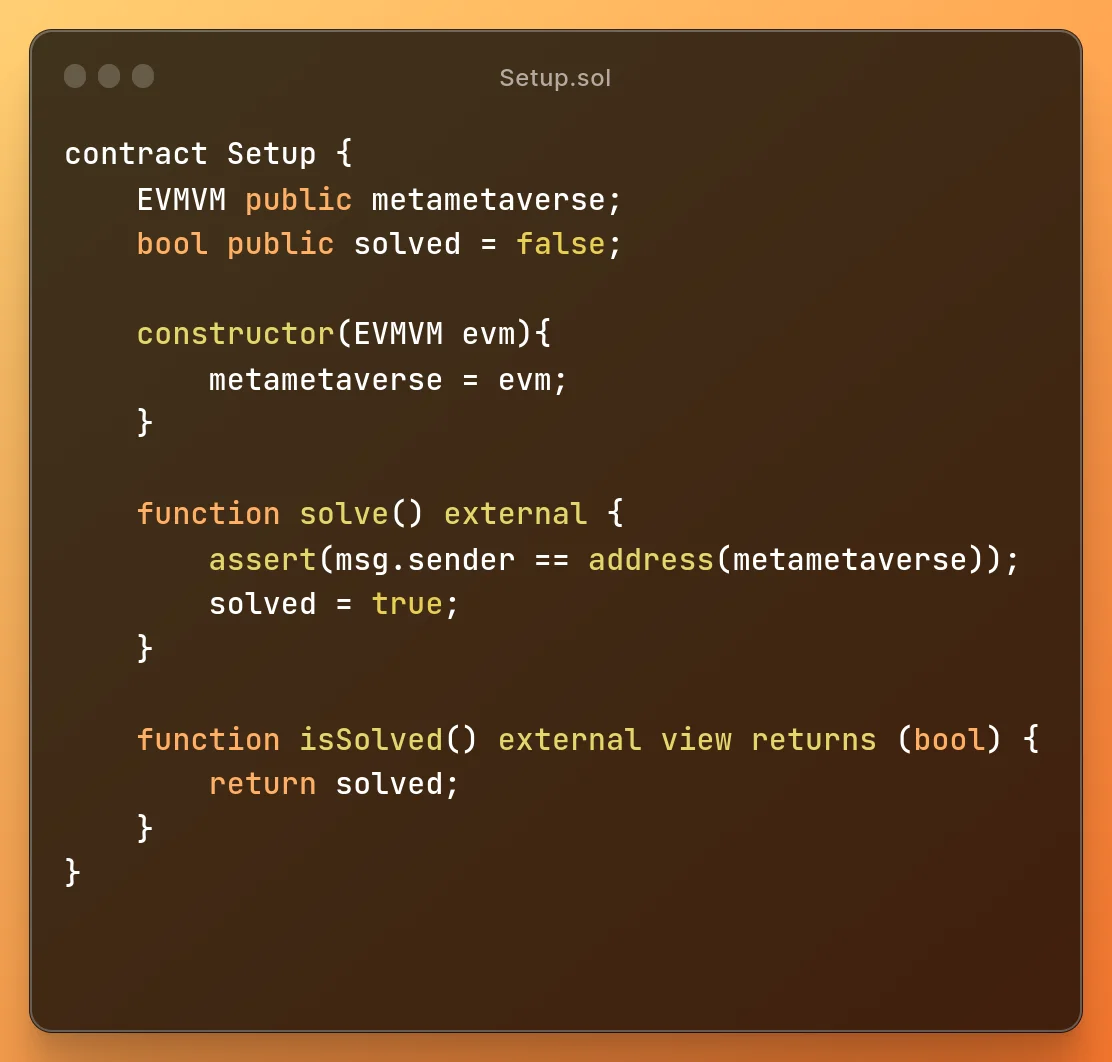 Setup.sol
contract Setup {
    EVMVM public metametaverse;
    bool public solved = false;

    constructor(EVMVM evm){
        metametaverse = evm;
    }

    function solve() external {
        assert(msg.sender == address(metametaverse));
        solved = true;
    }

    function isSolved() external view returns (bool) {
        return solved;
    }
}